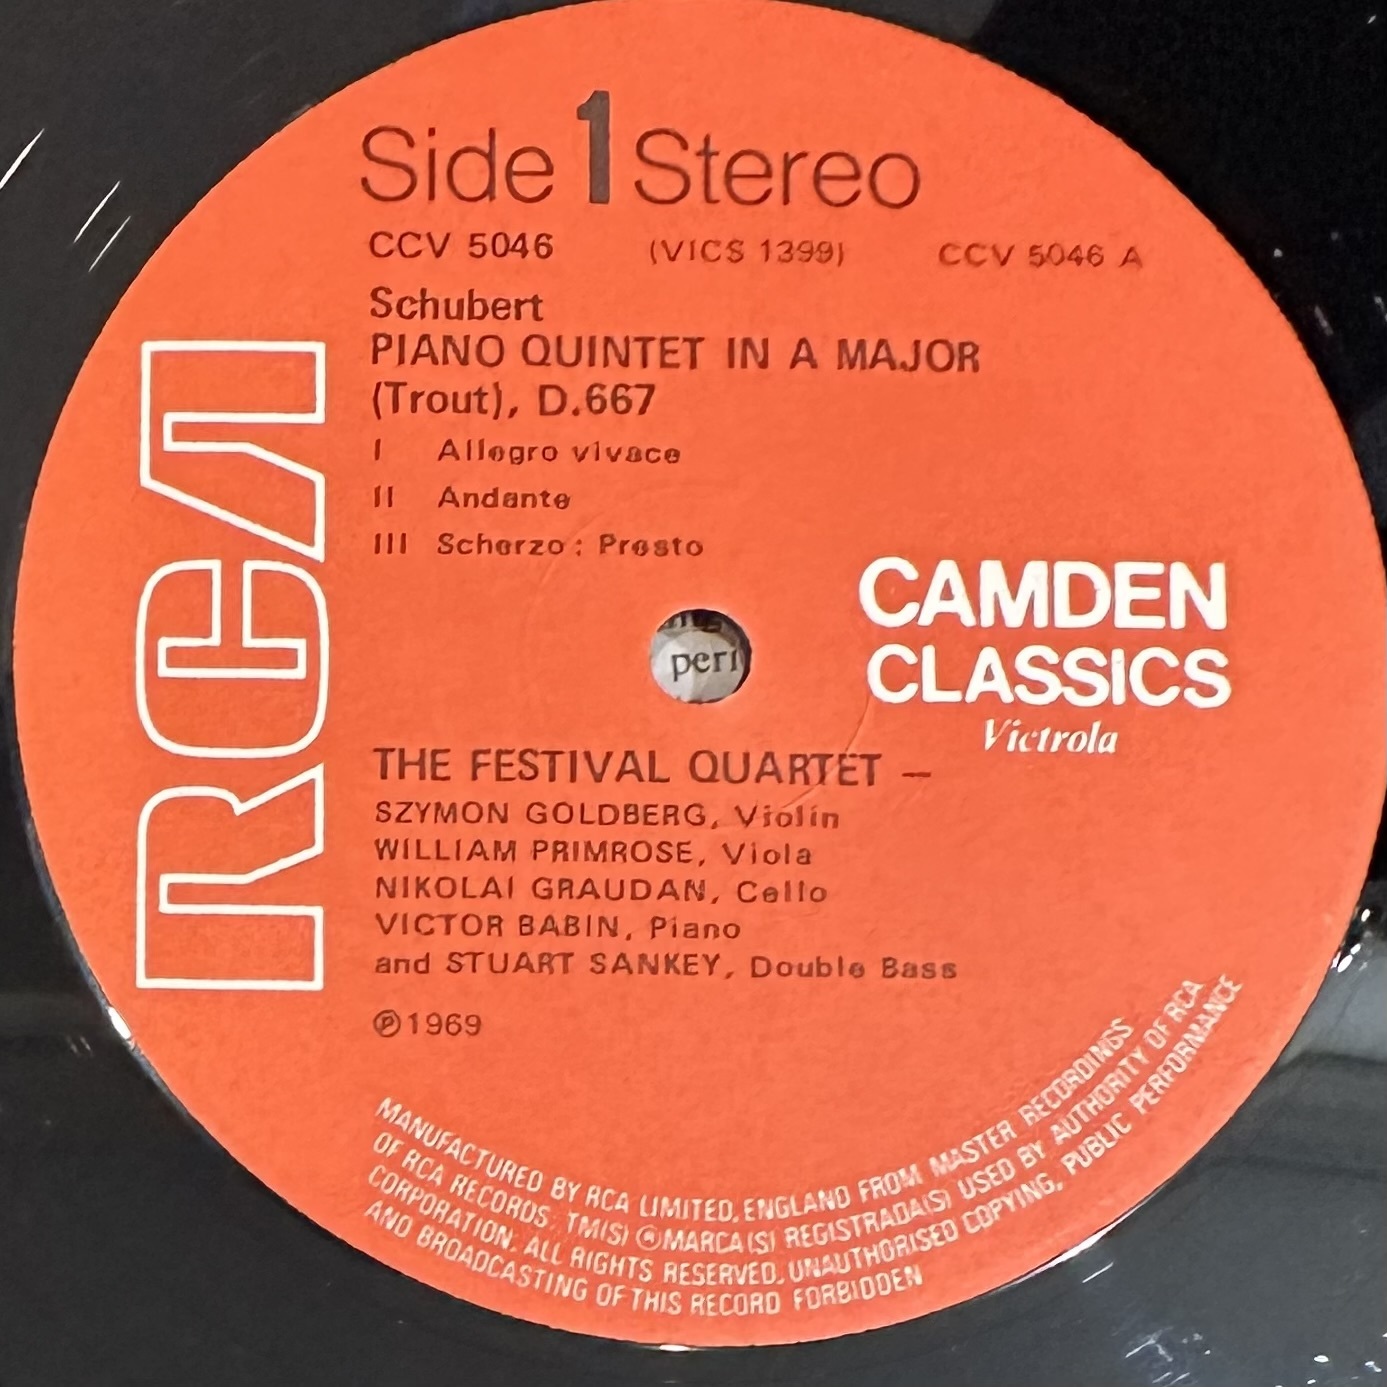 Side 1 Stereo
CCV 5046 (VICS 1399) CCV 5046 A
Schubert
PIANO QUINTET IN A MAJOR
(Trout), D.667
I Allegro vivace
II Andante
III Scherzo : Presto
RCA
CAMDEN
CLASSICS
Victrola
peri
THE FESTIVAL QUARTET —
SZYMON GOLDBERG, Violin
WILLIAM PRIMROSE, Viola
NIKOLAI GRAUDAN, Cello
VICTOR BABIN, Piano
and STUART SANKEY, Double Bass
℗1969
MANUFACTURED BY RCA LIMITED, ENGLAND FROM MASTER RECORDINGS
OF RCA RECORDS. TM(S) ® MARCA(S) REGISTRADA(S) USED BY AUTHORITY OF RCA
CORPORATION. ALL RIGHTS RESERVED. UNAUTHORISED COPYING, PUBLIC PERFORMANCE
AND BROADCASTING OF THIS RECORD FORBIDDEN